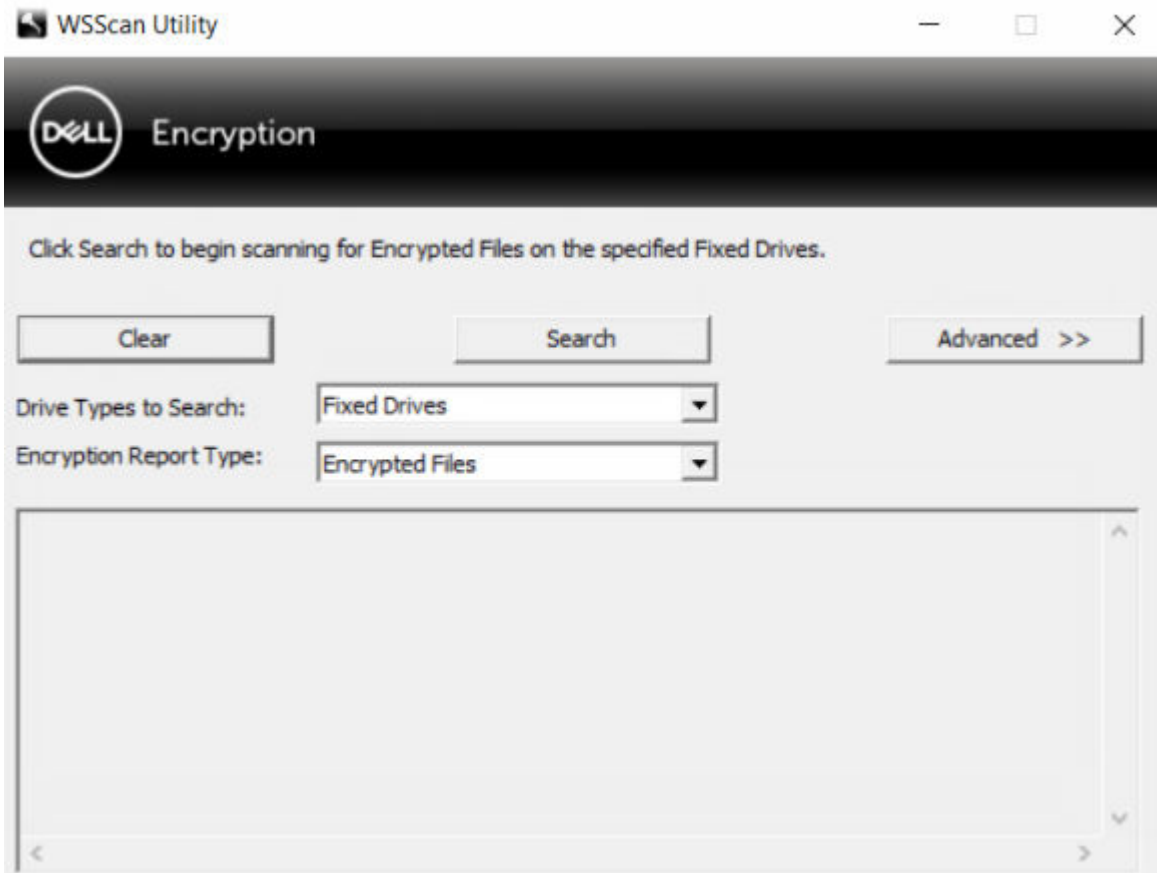 WSScan Utility
DELL Encryption
Click Search to begin scanning for Encrypted Files on the specified Fixed Drives.
Clear Search Advanced >>
Drive Types to Search: Fixed Drives
Encryption Report Type: Encrypted Files